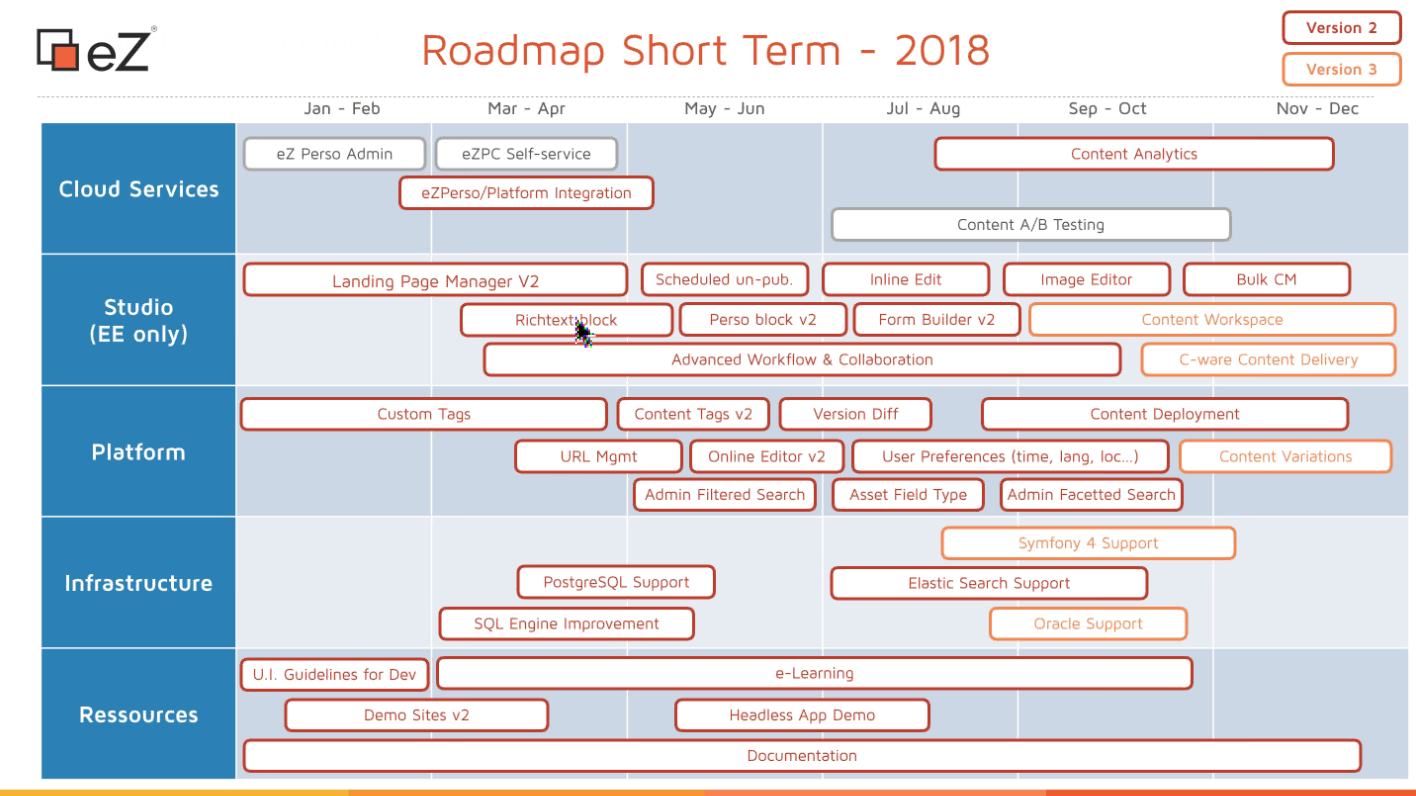 eZ®
Roadmap Short Term - 2018
Version 2
Version 3
Jan - Feb
Mar - Apr
May - Jun
Jul - Aug
Sep - Oct
Nov - Dec
Cloud Services
eZ Perso Admin
eZPC Self-service
Content Analytics
eZPerso/Platform Integration
Content A/B Testing
Studio
(EE only)
Landing Page Manager V2
Scheduled un-pub.
Inline Edit
Image Editor
Bulk CM
Richtext block
Perso block v2
Form Builder v2
Content Workspace
Advanced Workflow & Collaboration
C-ware Content Delivery
Platform
Custom Tags
Content Tags v2
Version Diff
Content Deployment
URL Mgmt
Online Editor v2
User Preferences (time, lang, loc...)
Content Variations
Admin Filtered Search
Asset Field Type
Admin Facetted Search
Infrastructure
Symfony 4 Support
PostgreSQL Support
Elastic Search Support
SQL Engine Improvement
Oracle Support
Ressources
U.I. Guidelines for Dev
e-Learning
Demo Sites v2
Headless App Demo
Documentation